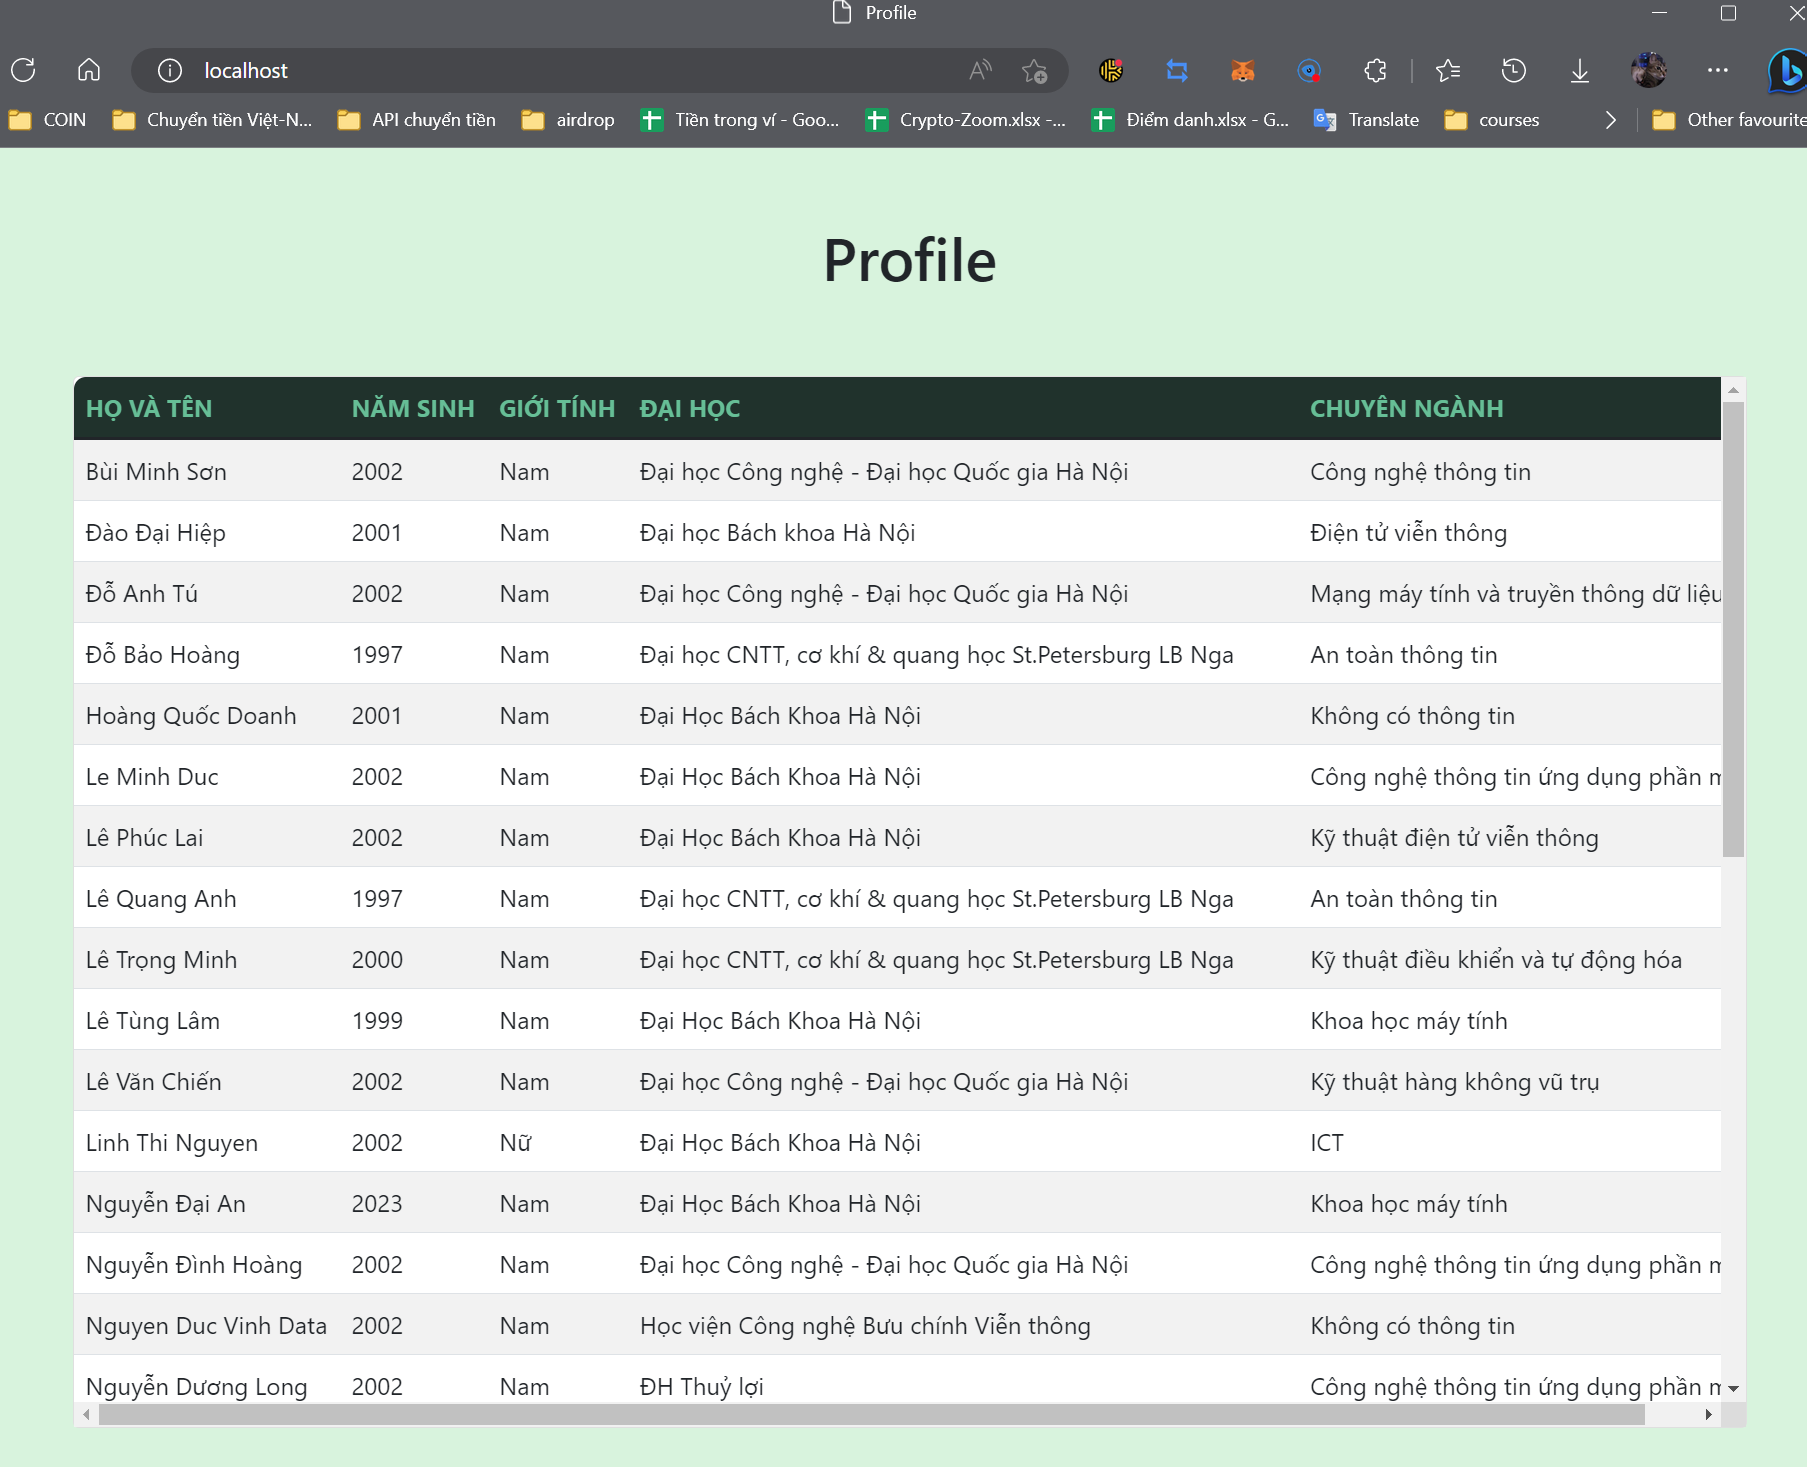 Profile
localhost
COIN Chuyển tiền Việt-N... API chuyển tiền airdrop Tiền trong ví - Goo... Crypto-Zoom.xlsx -... Điểm danh.xlsx - G... Translate courses Other favourite
Profile
HỌ VÀ TÊN NĂM SINH GIỚI TÍNH ĐẠI HỌC CHUYÊN NGÀNH
Bùi Minh Sơn 2002 Nam Đại học Công nghệ - Đại học Quốc gia Hà Nội Công nghệ thông tin
Đào Đại Hiệp 2001 Nam Đại học Bách khoa Hà Nội Điện tử viễn thông
Đỗ Anh Tú 2002 Nam Đại học Công nghệ - Đại học Quốc gia Hà Nội Mạng máy tính và truyền thông dữ liệu
Đỗ Bảo Hoàng 1997 Nam Đại học CNTT, cơ khí & quang học St.Petersburg LB Nga An toàn thông tin
Hoàng Quốc Doanh 2001 Nam Đại Học Bách Khoa Hà Nội Không có thông tin
Le Minh Duc 2002 Nam Đại Học Bách Khoa Hà Nội Công nghệ thông tin ứng dụng phần m
Lê Phúc Lai 2002 Nam Đại Học Bách Khoa Hà Nội Kỹ thuật điện tử viễn thông
Lê Quang Anh 1997 Nam Đại học CNTT, cơ khí & quang học St.Petersburg LB Nga An toàn thông tin
Lê Trọng Minh 2000 Nam Đại học CNTT, cơ khí & quang học St.Petersburg LB Nga Kỹ thuật điều khiển và tự động hóa
Lê Tùng Lâm 1999 Nam Đại Học Bách Khoa Hà Nội Khoa học máy tính
Lê Văn Chiến 2002 Nam Đại học Công nghệ - Đại học Quốc gia Hà Nội Kỹ thuật hàng không vũ trụ
Linh Thi Nguyen 2002 Nữ Đại Học Bách Khoa Hà Nội ICT
Nguyễn Đại An 2023 Nam Đại Học Bách Khoa Hà Nội Khoa học máy tính
Nguyễn Đình Hoàng 2002 Nam Đại học Công nghệ - Đại học Quốc gia Hà Nội Công nghệ thông tin ứng dụng phần m
Nguyen Duc Vinh Data 2002 Nam Học viện Công nghệ Bưu chính Viễn thông Không có thông tin
Nguyễn Dương Long 2002 Nam ĐH Thuỷ lợi Công nghệ thông tin ứng dụng phần m